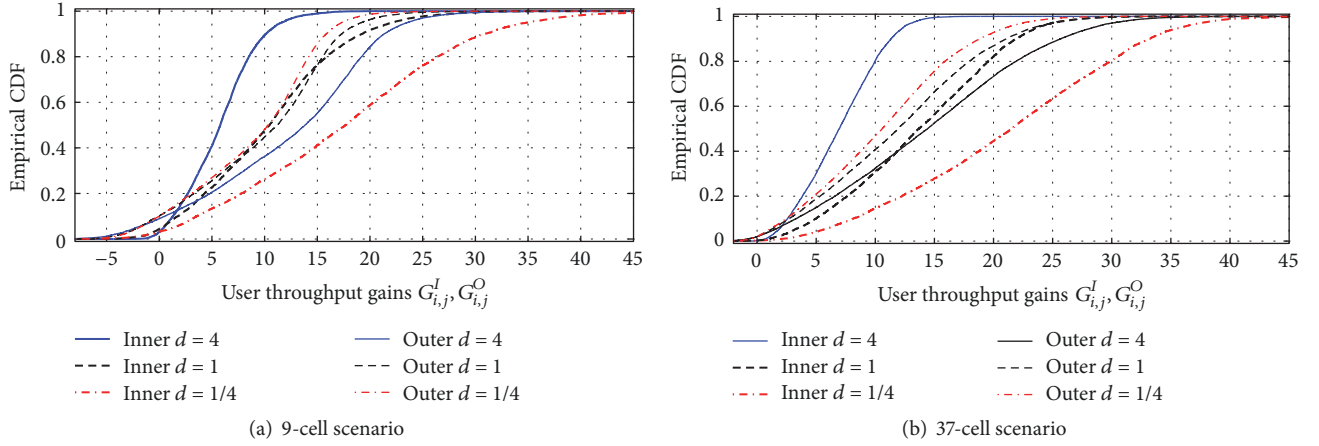 Empirical CDF
1
0.8
0.6
0.4
0.2
0
−5 0 5 10 15 20 25 30 35 40 45
User throughput gains G^I_{i,j}, G^O_{i,j}
Inner d = 4
Outer d = 4
Inner d = 1
Outer d = 1
Inner d = 1/4
Outer d = 1/4
(a) 9-cell scenario
Empirical CDF
1
0.8
0.6
0.4
0.2
0
0 5 10 15 20 25 30 35 40 45
User throughput gains G^I_{i,j}, G^O_{i,j}
Inner d = 4
Outer d = 4
Inner d = 1
Outer d = 1
Inner d = 1/4
Outer d = 1/4
(b) 37-cell scenario